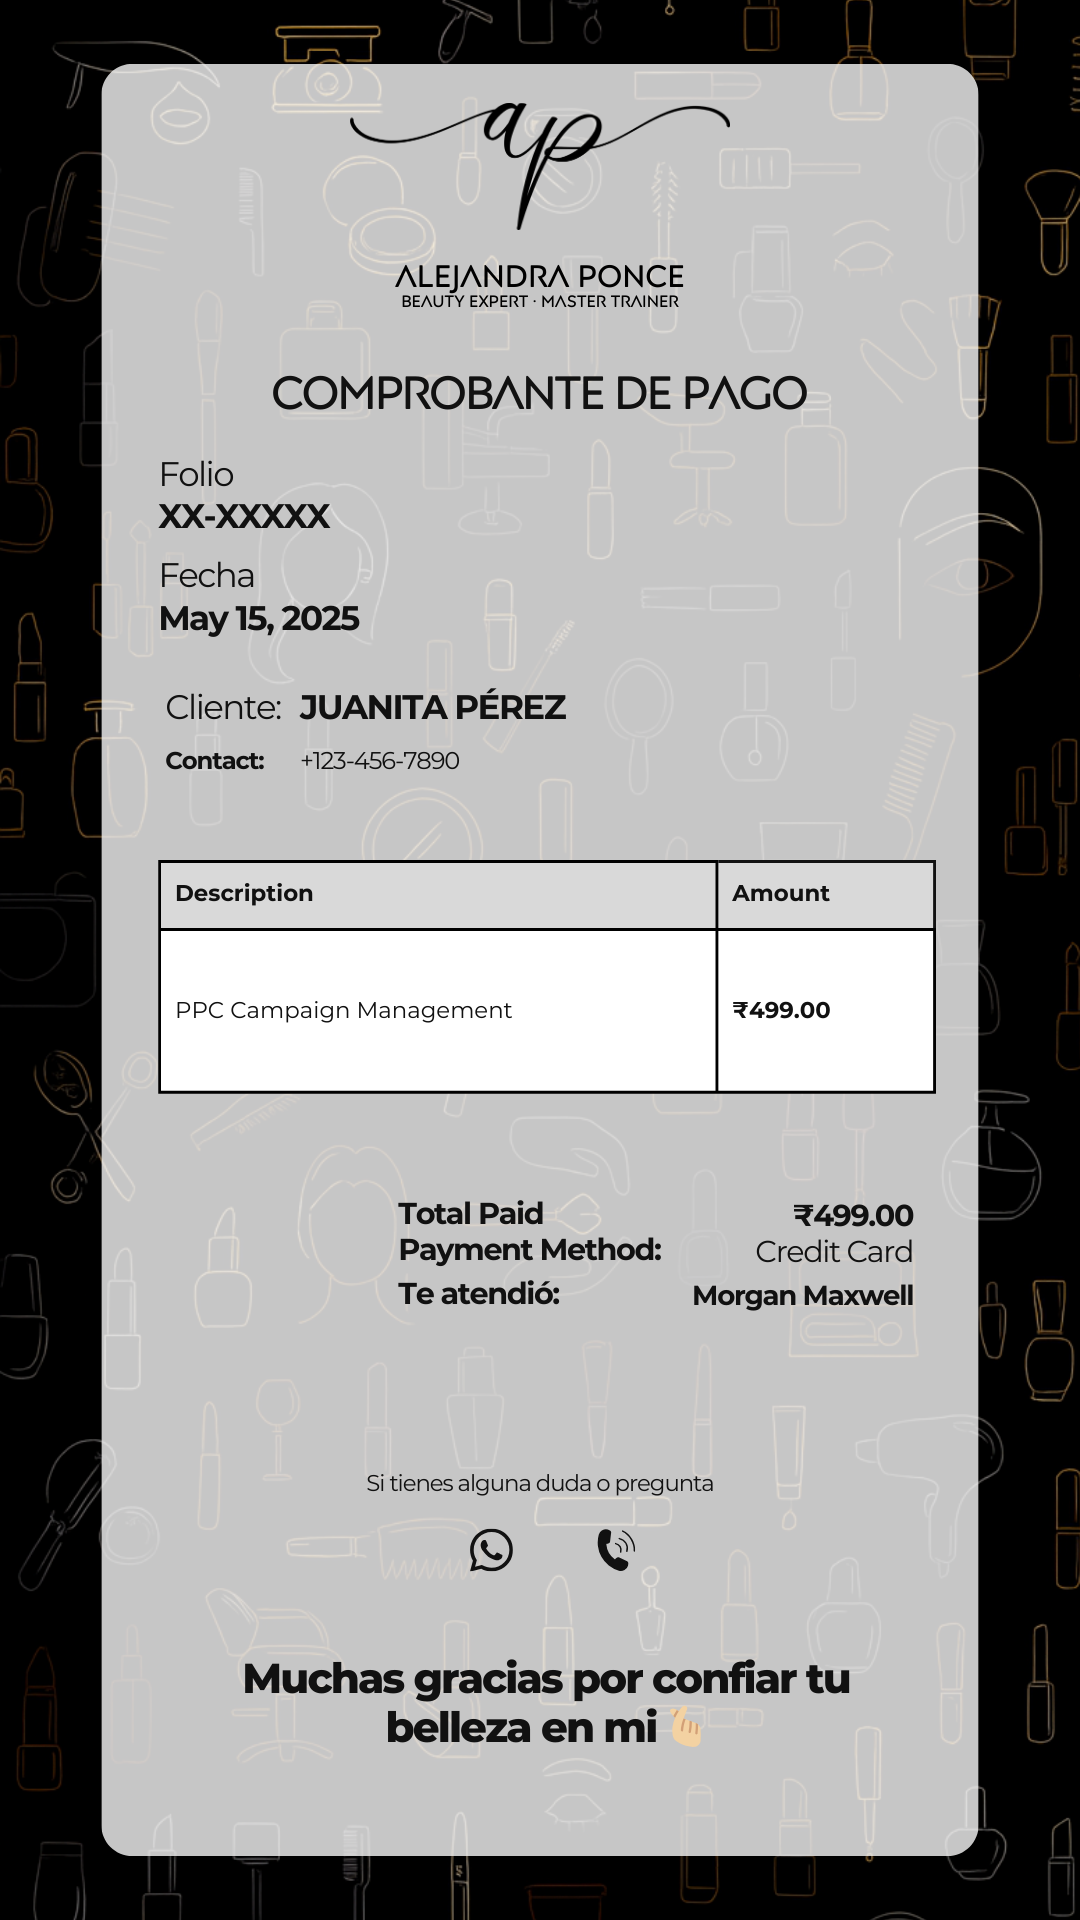 ap
ALEJANDRA PONCE
BEAUTY EXPERT · MASTER TRAINER
COMPROBANTE DE PAGO
Folio
XX-XXXXX
Fecha
May 15, 2025
Cliente: JUANITA PÉREZ
Contact: +123-456-7890
Description Amount
PPC Campaign Management ₹499.00
Total Paid ₹499.00
Payment Method: Credit Card
Te atendió: Morgan Maxwell
Si tienes alguna duda o pregunta
Muchas gracias por confiar tu
belleza en mi